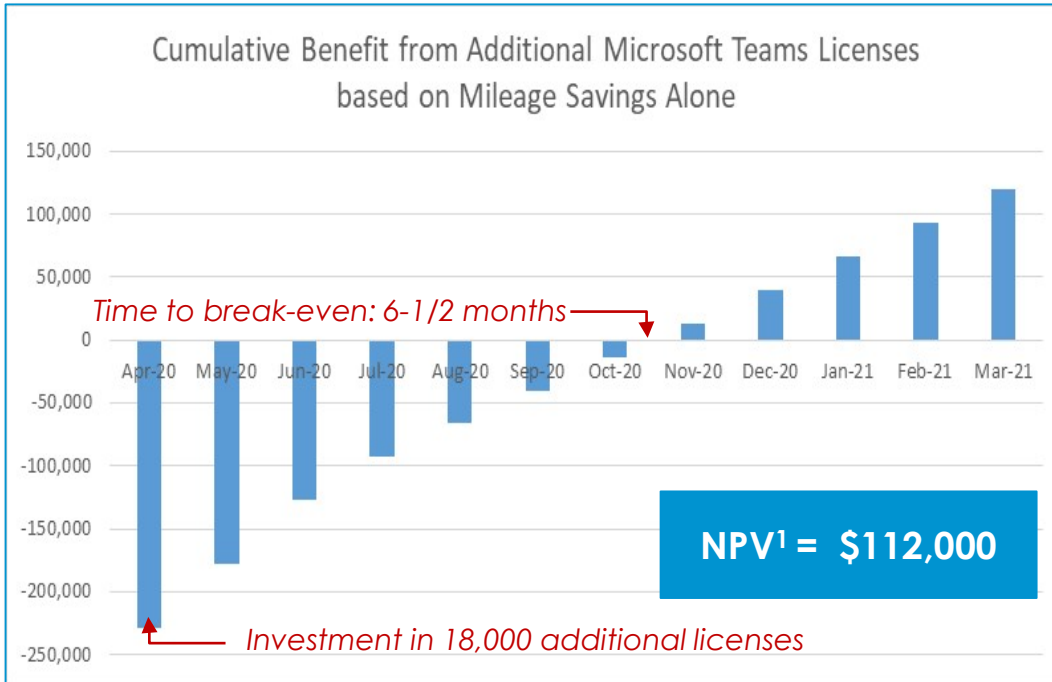 Cumulative Benefit from Additional Microsoft Teams Licenses
based on Mileage Savings Alone
150,000
100,000
50,000
Time to break-even: 6-1/2 months
0
Apr-20 May-20 Jun-20 Jul-20 Aug-20 Sep-20 Oct-20 Nov-20 Dec-20 Jan-21 Feb-21 Mar-21
-50,000
-100,000
-150,000
NPV¹ = $112,000
-200,000
Investment in 18,000 additional licenses
-250,000